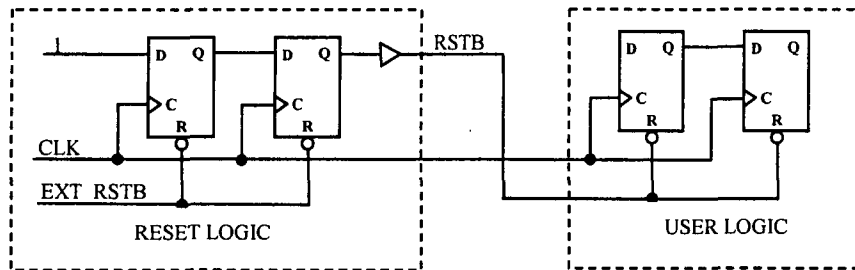 1
D Q D Q RSTB D Q D Q
C C C C
R R R R
CLK
EXT RSTB
RESET LOGIC
USER LOGIC